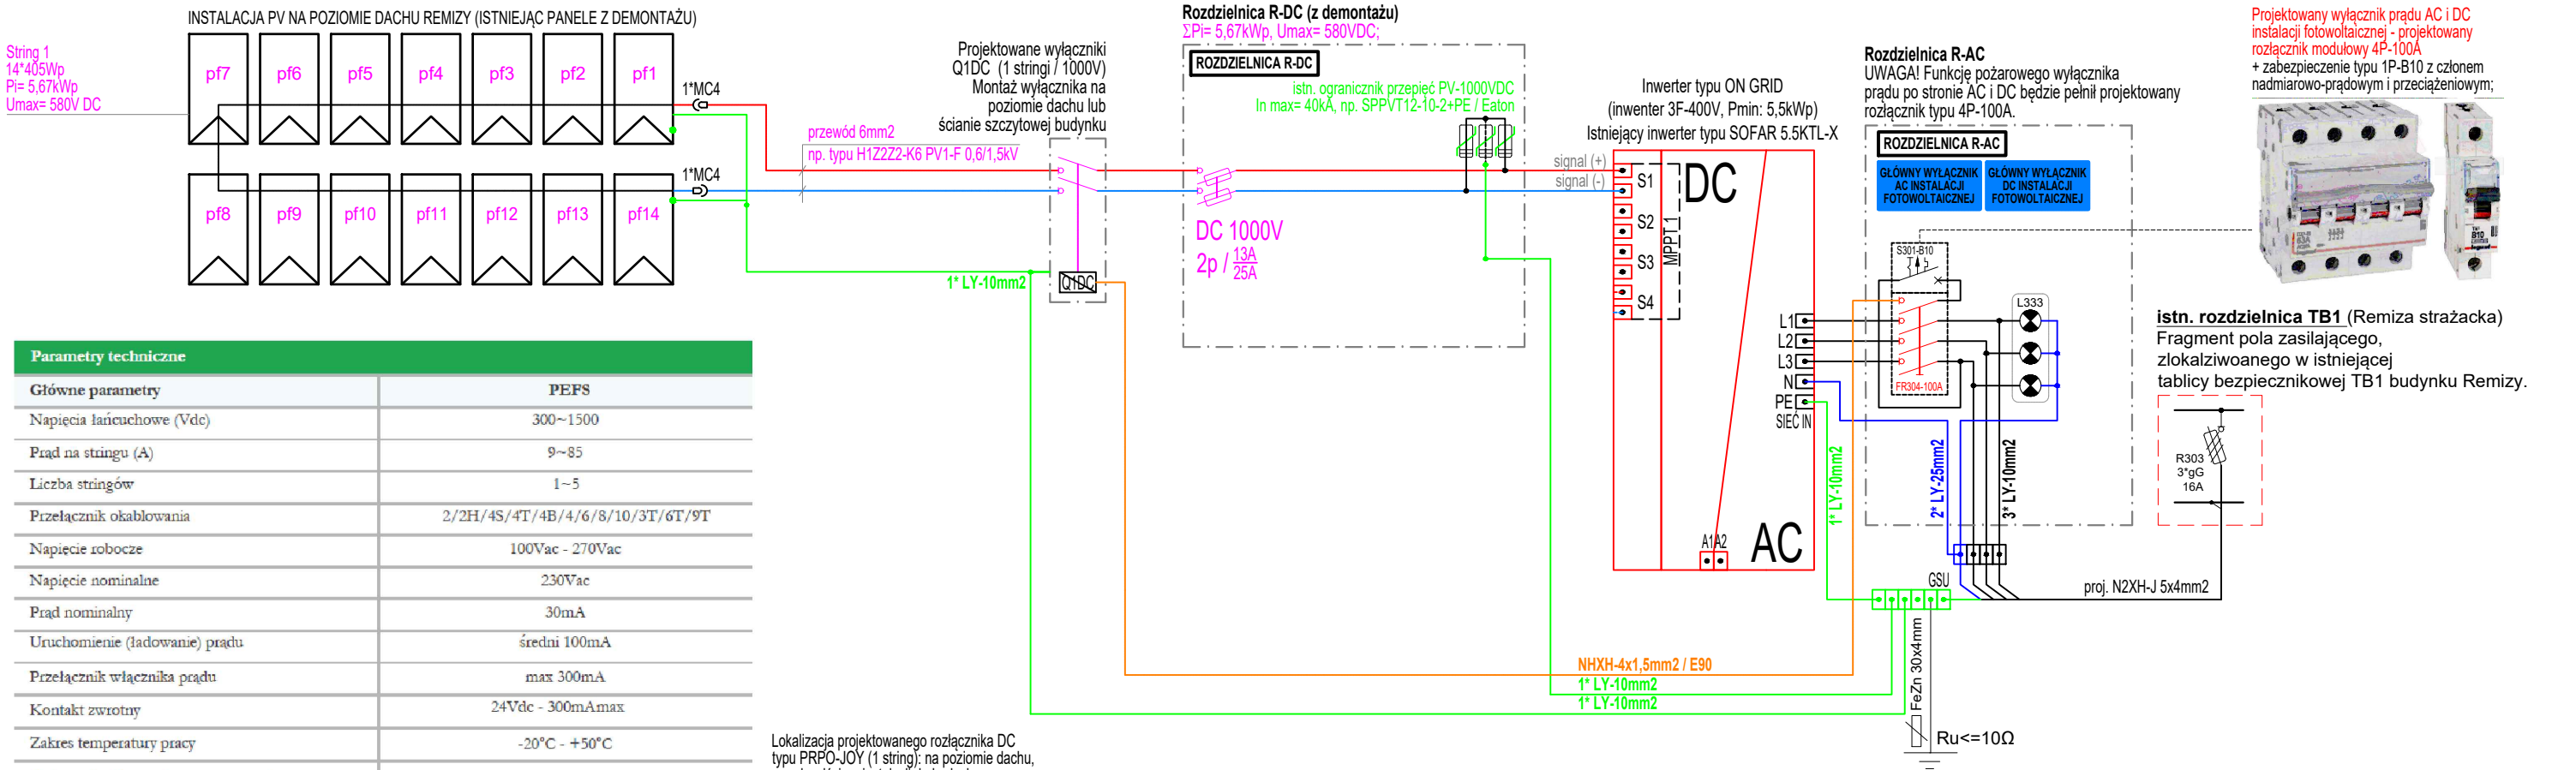 INSTALACJA PV NA POZIOMIE DACHU REMIZY (ISTNIEJĄC PANELE Z DEMONTAŻU)
String 1
14*405Wp
Pi= 5,67kWp
Umax= 580V DC
pf7
pf6
pf5
pf4
pf3
pf2
pf1
1*MC4
pf8
pf9
pf10
pf11
pf12
pf13
pf14
1*MC4
przewód 6mm2
np. typu H1Z2Z2-K6 PV1-F 0,6/1,5kV
1* LY-10mm2
Projektowane wyłączniki
Q1DC (1 stringi / 1000V)
Montaż wyłącznika na
poziomie dachu lub
ścianie szczytowej budynku
Q1DC
Rozdzielnica R-DC (z demontażu)
ΣPi= 5,67kWp, Umax= 580VDC;
ROZDZIELNICA R-DC
istn. ogranicznik przepięć PV-1000VDC
In max= 40kA, np. SPPVT12-10-2+PE / Eaton
DC 1000V
2p / 13A
25A
signal (+)
signal (-)
Inwerter typu ON GRID
(inwenter 3F-400V, Pmin: 5,5kWp)
Istniejący inwerter typu SOFAR 5.5KTL-X
S1
S2
S3
S4
MPPT 1
DC
AC
A1A2
L1
L2
L3
N
PE
SIEĆ IN
1* LY-10mm2
Rozdzielnica R-AC
UWAGA! Funkcję pożarowego wyłącznika
prądu po stronie AC i DC będzie pełnił projektowany
rozłącznik typu 4P-100A.
ROZDZIELNICA R-AC
GŁÓWNY WYŁĄCZNIK
AC INSTALACJI
FOTOWOLTAICZNEJ
GŁÓWNY WYŁĄCZNIK
DC INSTALACJI
FOTOWOLTAICZNEJ
S301-B10
FR304-100A
L333
2* LY-25mm2
3* LY-10mm2
GSU
proj. N2XH-J 5x4mm2
FeZn 30x4mm
Ru<=10Ω
NHXH-4x1,5mm2 / E90
1* LY-10mm2
1* LY-10mm2
Projektowany wyłącznik prądu AC i DC
instalacji fotowoltaicznej - projektowany
rozłącznik modułowy 4P-100A
+ zabezpieczenie typu 1P-B10 z członem
nadmiarowo-prądowym i przeciążeniowym;
B10
istn. rozdzielnica TB1 (Remiza strażacka)
Fragment pola zasilającego,
zlokalziwoanego w istniejącej
tablicy bezpiecznikowej TB1 budynku Remizy.
R303
3*gG
16A
Parametry techniczne
Główne parametry PEFS
Napięcia łańcuchowe (Vdc) 300~1500
Prąd na stringu (A) 9~85
Liczba stringów 1~5
Przełącznik okablowania 2/2H/4S/4T/4B/4/6/8/10/3T/6T/9T
Napięcie robocze 100Vac - 270Vac
Napięcie nominalne 230Vac
Prąd nominalny 30mA
Uruchomienie (ładowanie) prądu średni 100mA
Przełącznik włącznika prądu max 300mA
Kontakt zwrotny 24Vdc - 300mAmax
Zakres temperatury pracy -20°C - +50°C
Lokalizacja projektowanego rozłącznika DC
typu PRPO-JOY (1 string): na poziomie dachu,